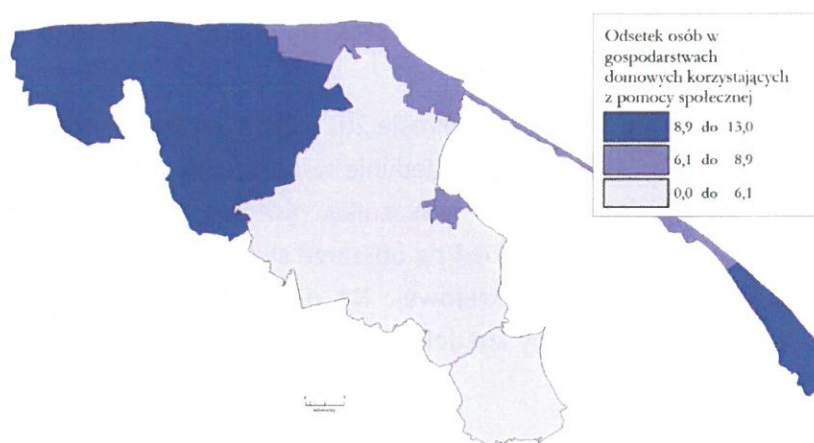 Odsetek osób w
gospodarstwach
domowych korzystających
z pomocy społecznej
8,9 do 13,0
6,1 do 8,9
0,0 do 6,1